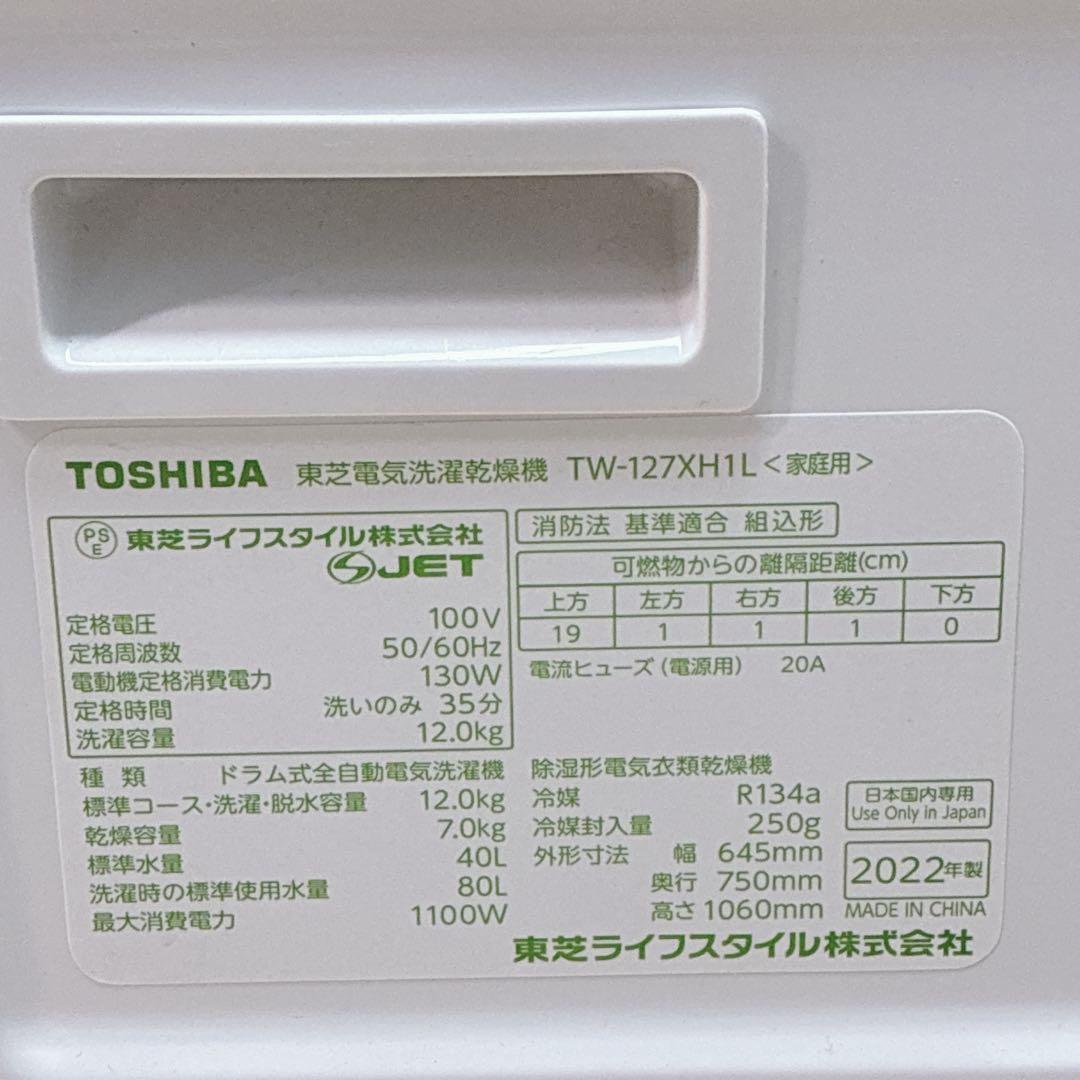 TOSHIBA 東芝電気洗濯乾燥機 TW-127XH1L＜家庭用＞
PS
E
東芝ライフスタイル株式会社
JET
定格電圧 100V
定格周波数 50/60Hz
電動機定格消費電力 130W
定格時間 洗いのみ 35分
洗濯容量 12.0kg
種 類 ドラム式全自動電気洗濯機
標準コース・洗濯・脱水容量 12.0kg
乾燥容量 7.0kg
標準水量 40L
洗濯時の標準使用水量 80L
最大消費電力 1100W
消防法 基準適合 組込形
可燃物からの離隔距離(cm)
上方 左方 右方 後方 下方
19 1 1 1 0
電流ヒューズ（電源用） 20A
除湿形電気衣類乾燥機
冷媒 R134a
冷媒封入量 250g
外形寸法 幅 645mm
奥行 750mm
高さ 1060mm
日本国内専用
Use Only in Japan
2022年製
MADE IN CHINA
東芝ライフスタイル株式会社